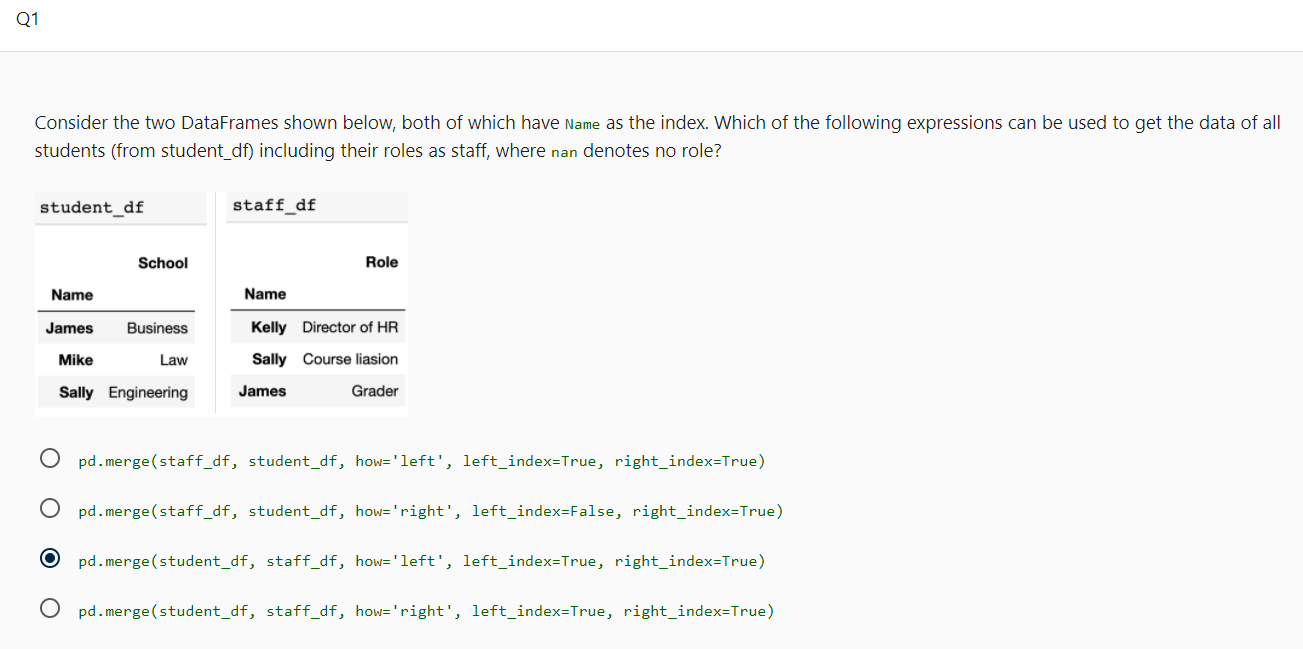 Q1
Consider the two DataFrames shown below, both of which have Name as the index. Which of the following expressions can be used to get the data of all
students (from student_df) including their roles as staff, where nan denotes no role?
student_df
School
Name
James Business
Mike Law
Sally Engineering
staff_df
Role
Name
Kelly Director of HR
Sally Course liasion
James Grader
pd.merge(staff_df, student_df, how='left', left_index=True, right_index=True)
pd.merge(staff_df, student_df, how='right', left_index=False, right_index=True)
pd.merge(student_df, staff_df, how='left', left_index=True, right_index=True)
pd.merge(student_df, staff_df, how='right', left_index=True, right_index=True)